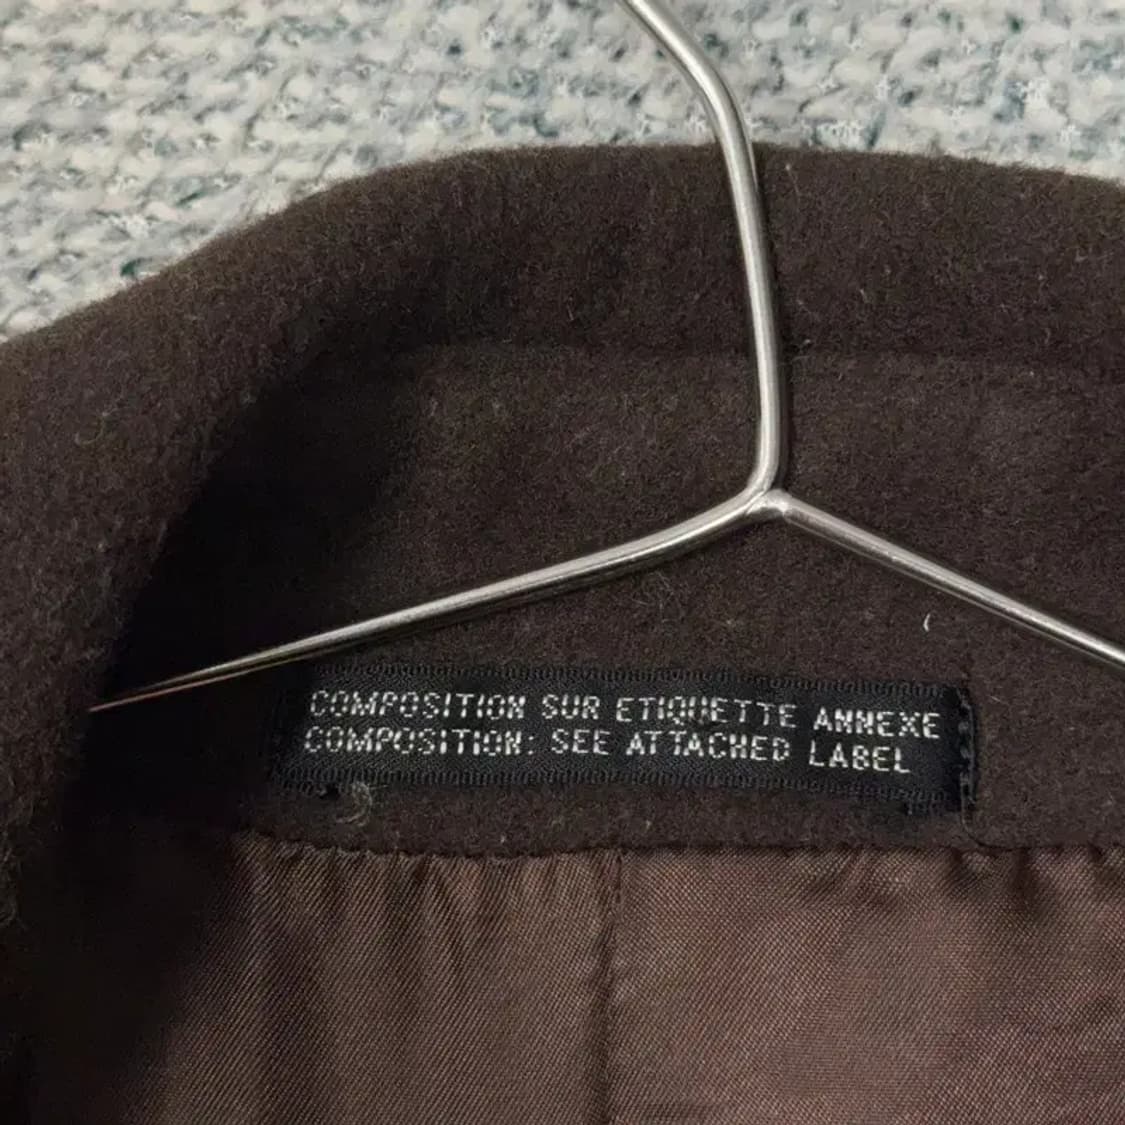 COMPOSITION SUR ETIQUETTE ANNEXE
COMPOSITION: SEE ATTACHED LABEL